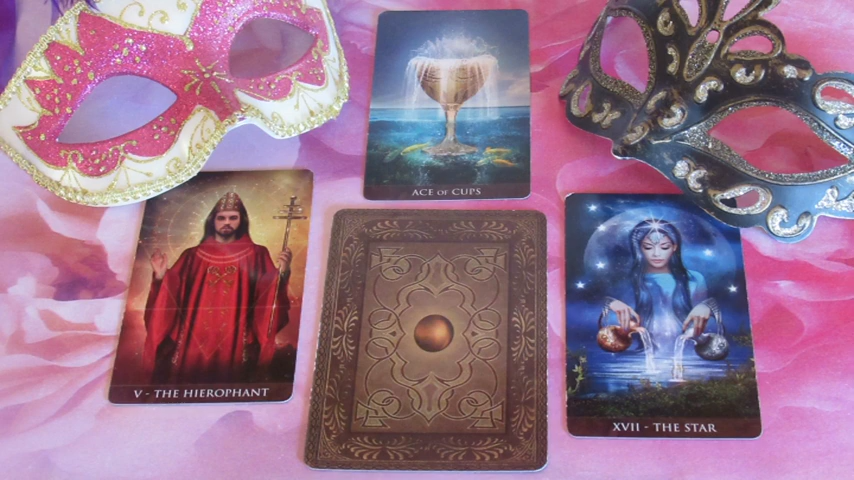 ACE OF CUPS
V - THE HIEROPHANT
XVII - THE STAR